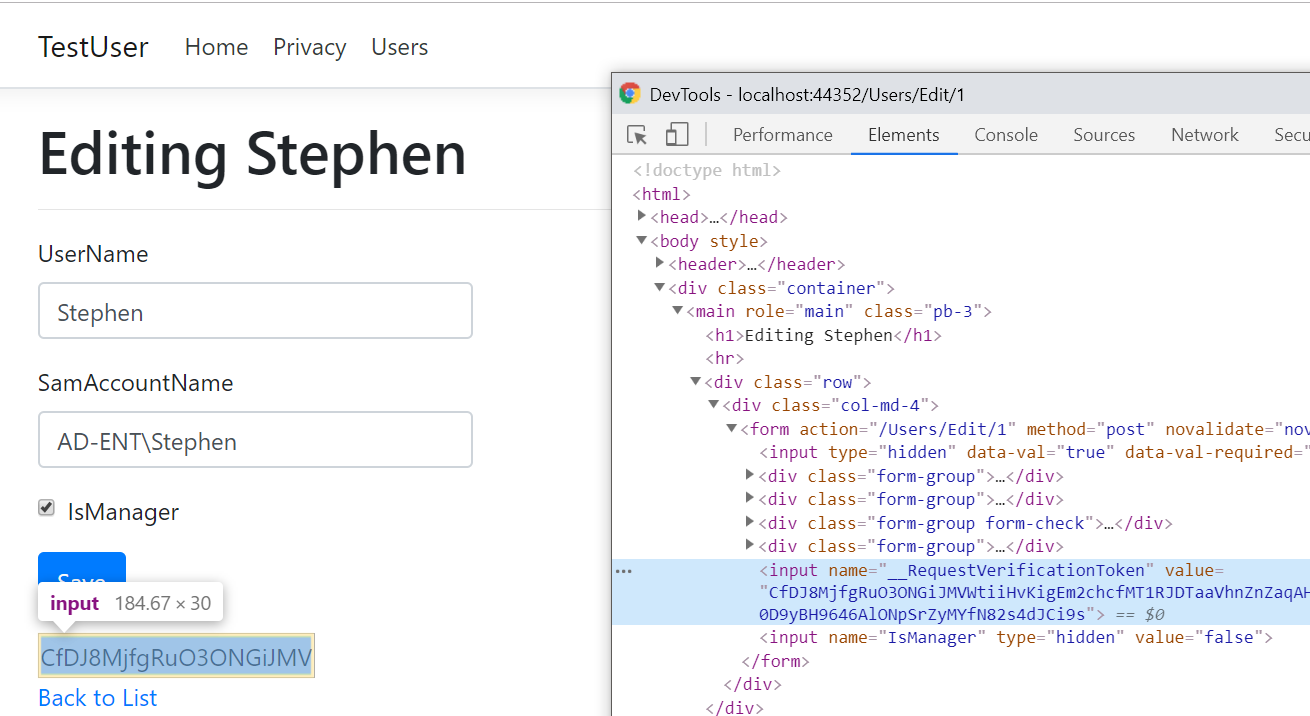 TestUser Home Privacy Users
DevTools - localhost:44352/Users/Edit/1
Performance Elements Console Sources Network Secu
Editing Stephen
UserName
Stephen
SamAccountName
AD-ENT\Stephen
IsManager
Save
input 184.67 × 30
CfDJ8MjfgRuO3ONGiJMV
Back to List
<!doctype html>
<html>
<head>…</head>
<body style>
<header>…</header>
<div class="container">
<main role="main" class="pb-3">
<h1>Editing Stephen</h1>
<hr>
<div class="row">
<div class="col-md-4">
<form action="/Users/Edit/1" method="post" novalidate="nov
<input type="hidden" data-val="true" data-val-required="
<div class="form-group">…</div>
<div class="form-group">…</div>
<div class="form-group form-check">…</div>
<div class="form-group">…</div>
<input name="__RequestVerificationToken" value=
"CfDJ8MjfgRuO3ONGiJMVWtiiHvKigEm2chcfMT1RJDTaaVhnZnZaqAH
0D9yBH9646AlONpSrZyMYfN82s4dJCi9s"> == $0
<input name="IsManager" type="hidden" value="false">
</form>
</div>
</div>